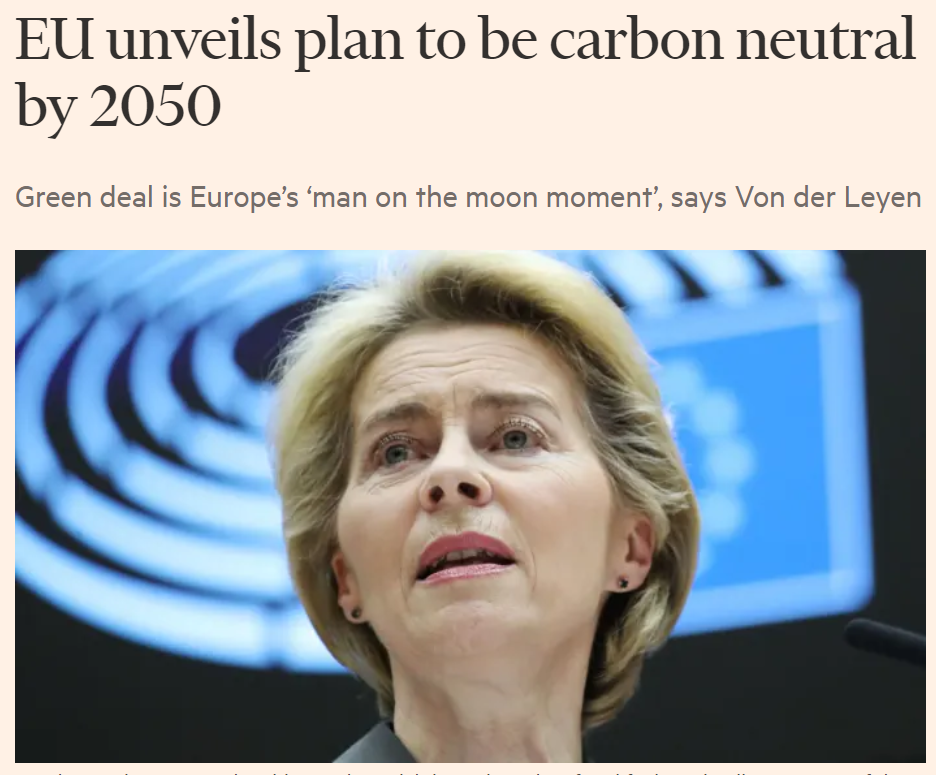 EU unveils plan to be carbon neutral
by 2050
Green deal is Europe’s ‘man on the moon moment’, says Von der Leyen